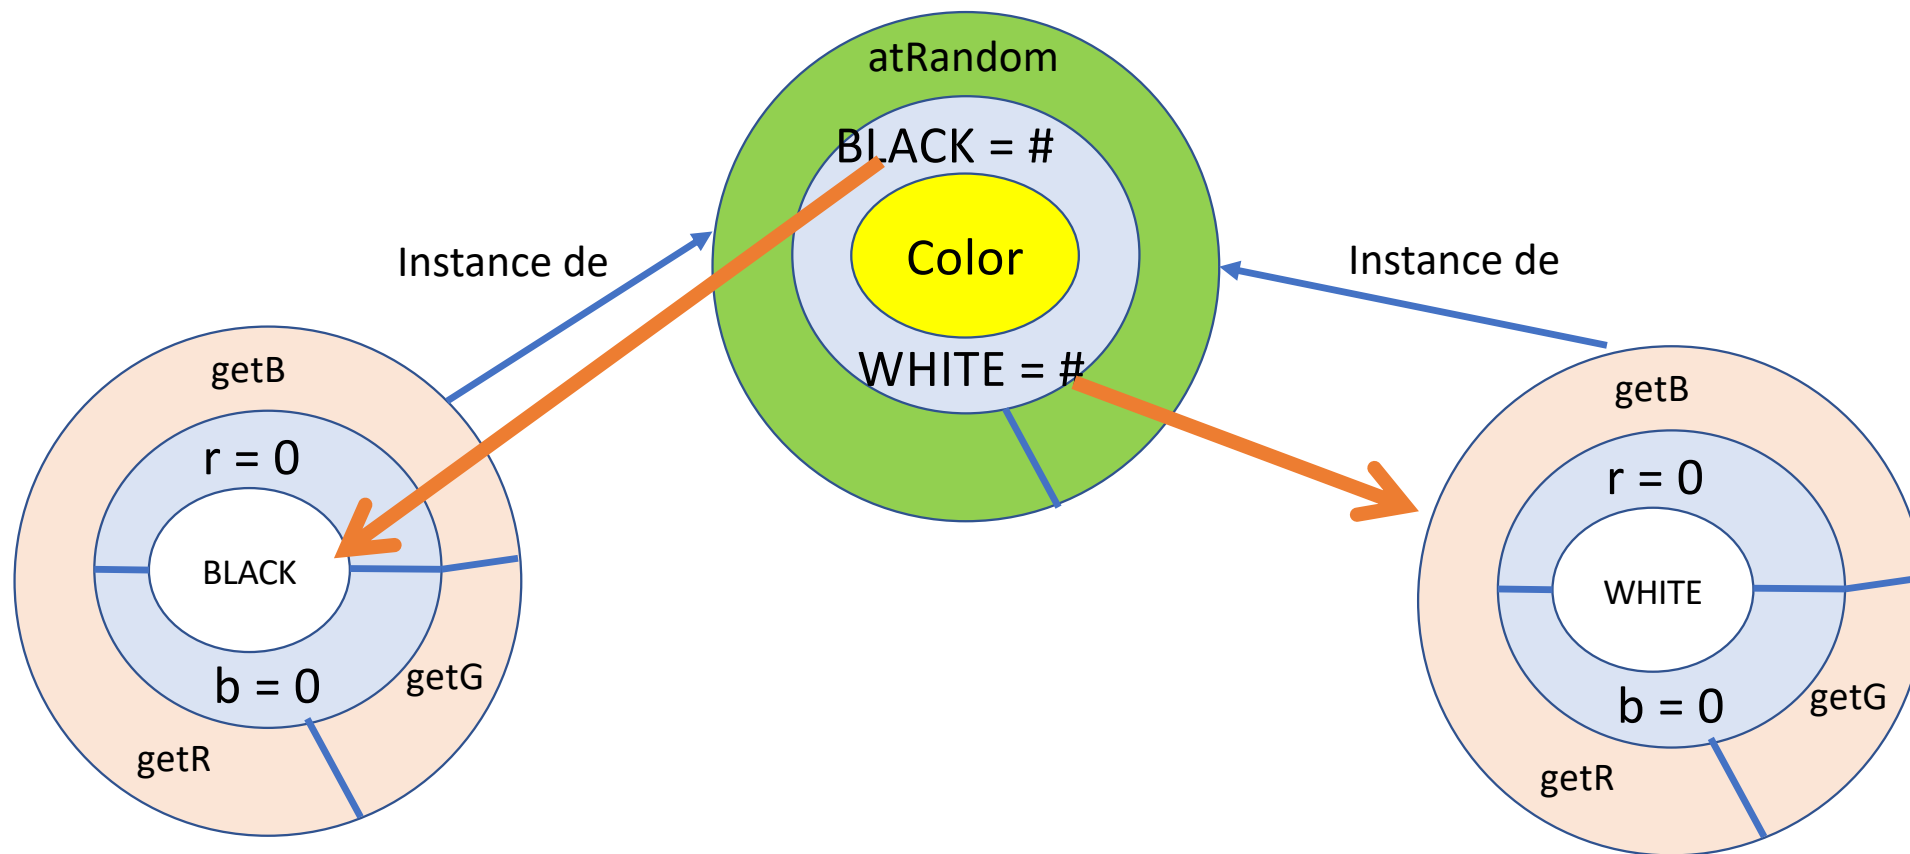 atRandom
BLACK = #
Color
WHITE = #
Instance de
Instance de
getB
r = 0
BLACK
b = 0
getG
getR
getB
r = 0
WHITE
b = 0
getG
getR